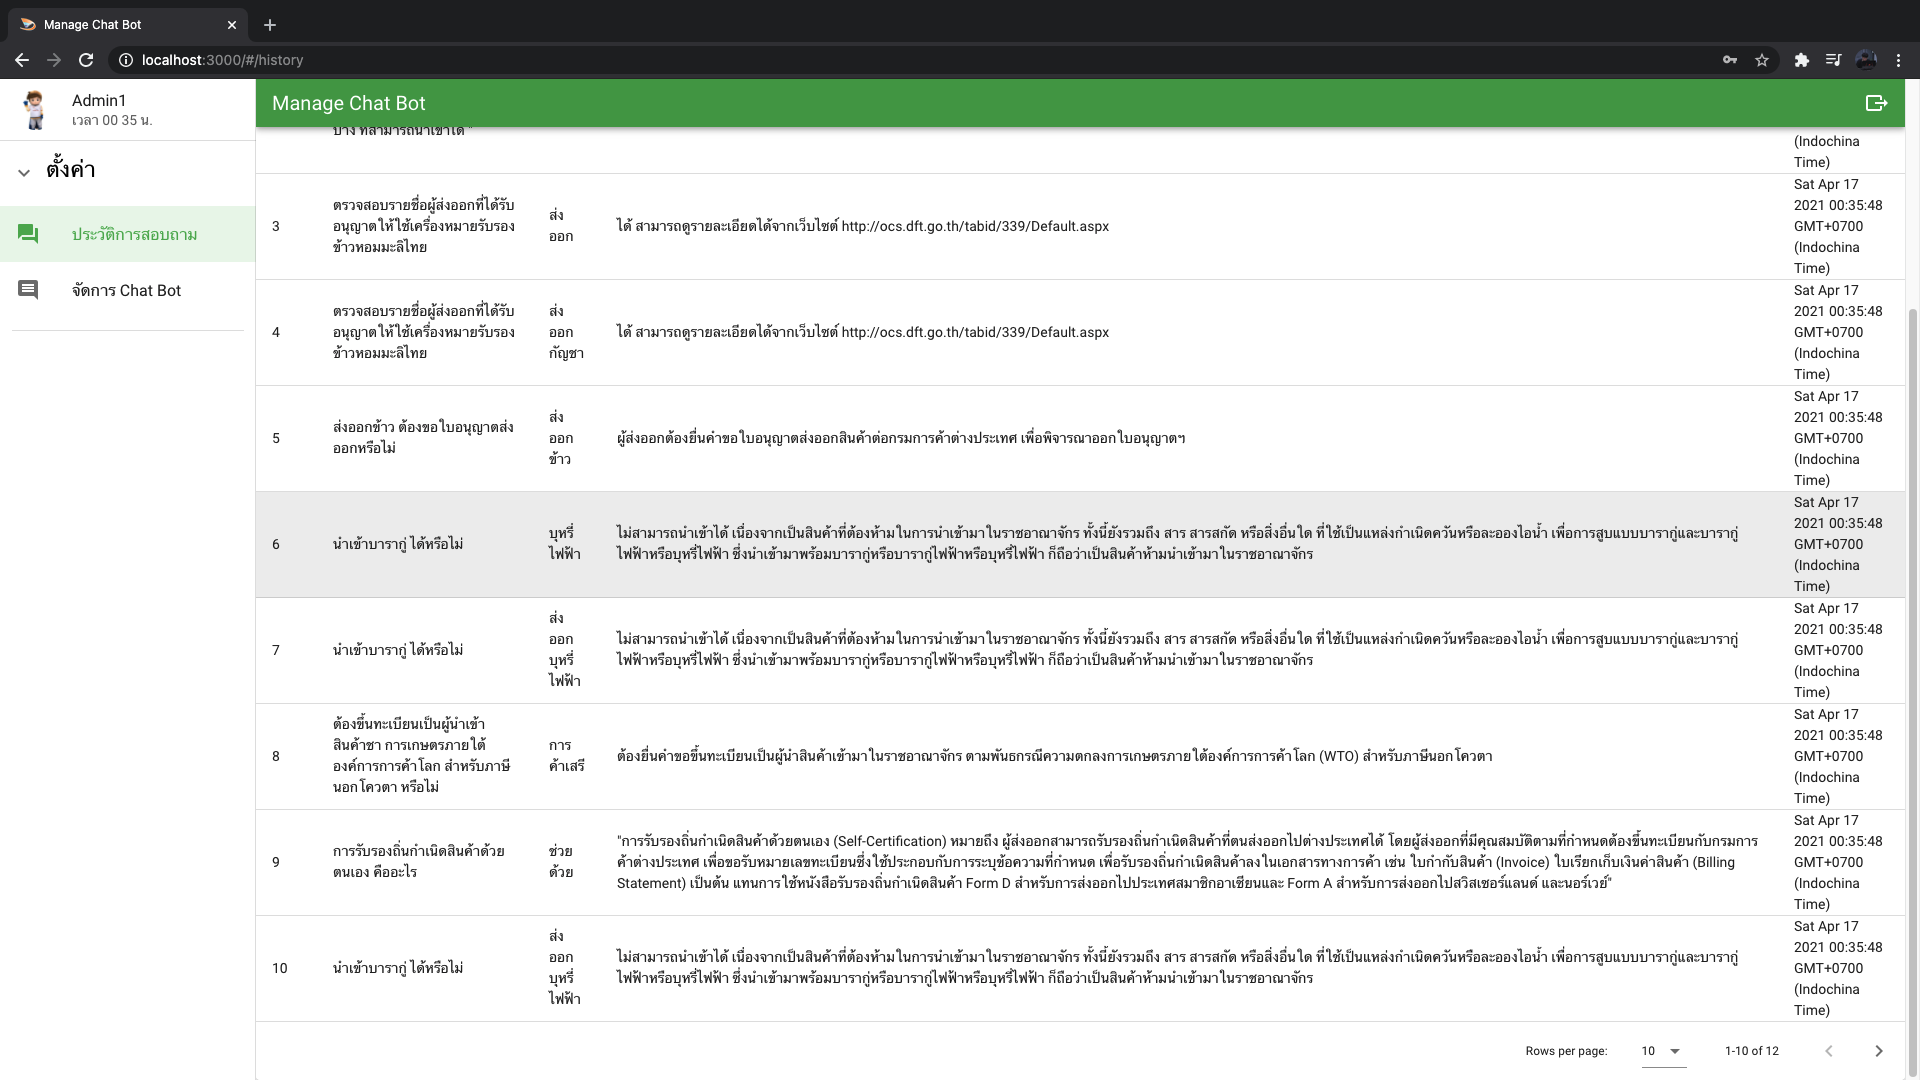 Manage Chat Bot
localhost:3000/#/history
Admin1
เวลา 00 35 น.
ตั้งค่า
ประวัติการสอบถาม
จัดการ Chat Bot
Manage Chat Bot
บ้าง ที่สามารถนำเข้าได้ "
(Indochina
Time)
3
ตรวจสอบรายชื่อผู้ส่งออกที่ได้รับ
อนุญาตให้ใช้เครื่องหมายรับรอง
ข้าวหอมมะลิไทย
ส่ง
ออก
ได้ สามารถดูรายละเอียดได้จากเว็บไซต์ http://ocs.dft.go.th/tabid/339/Default.aspx
Sat Apr 17
2021 00:35:48
GMT+0700
(Indochina
Time)
4
ตรวจสอบรายชื่อผู้ส่งออกที่ได้รับ
อนุญาตให้ใช้เครื่องหมายรับรอง
ข้าวหอมมะลิไทย
ส่ง
ออก
กัญชา
ได้ สามารถดูรายละเอียดได้จากเว็บไซต์ http://ocs.dft.go.th/tabid/339/Default.aspx
Sat Apr 17
2021 00:35:48
GMT+0700
(Indochina
Time)
5
ส่งออกข้าว ต้องขอใบอนุญาตส่ง
ออกหรือไม่
ส่ง
ออก
ข้าว
ผู้ส่งออกต้องยื่นคำขอใบอนุญาตส่งออกสินค้าต่อกรมการค้าต่างประเทศ เพื่อพิจารณาออกใบอนุญาตฯ
Sat Apr 17
2021 00:35:48
GMT+0700
(Indochina
Time)
6
นำเข้าบารากู่ ได้หรือไม่
บุหรี่
ไฟฟ้า
ไม่สามารถนำเข้าได้ เนื่องจากเป็นสินค้าที่ต้องห้ามในการนำเข้ามาในราชอาณาจักร ทั้งนี้ยังรวมถึง สาร สารสกัด หรือสิ่งอื่นใด ที่ใช้เป็นแหล่งกำเนิดควันหรือละอองไอน้ำ เพื่อการสูบแบบบารากู่และบารากู่
ไฟฟ้าหรือบุหรี่ไฟฟ้า ซึ่งนำเข้ามาพร้อมบารากู่หรือบารากู่ไฟฟ้าหรือบุหรี่ไฟฟ้า ก็ถือว่าเป็นสินค้าห้ามนำเข้ามาในราชอาณาจักร
Sat Apr 17
2021 00:35:48
GMT+0700
(Indochina
Time)
7
นำเข้าบารากู่ ได้หรือไม่
ส่ง
ออก
บุหรี่
ไฟฟ้า
ไม่สามารถนำเข้าได้ เนื่องจากเป็นสินค้าที่ต้องห้ามในการนำเข้ามาในราชอาณาจักร ทั้งนี้ยังรวมถึง สาร สารสกัด หรือสิ่งอื่นใด ที่ใช้เป็นแหล่งกำเนิดควันหรือละอองไอน้ำ เพื่อการสูบแบบบารากู่และบารากู่
ไฟฟ้าหรือบุหรี่ไฟฟ้า ซึ่งนำเข้ามาพร้อมบารากู่หรือบารากู่ไฟฟ้าหรือบุหรี่ไฟฟ้า ก็ถือว่าเป็นสินค้าห้ามนำเข้ามาในราชอาณาจักร
Sat Apr 17
2021 00:35:48
GMT+0700
(Indochina
Time)
8
ต้องขึ้นทะเบียนเป็นผู้นำเข้า
สินค้าชา การเกษตรภายใต้
องค์การการค้าโลก สำหรับภาษี
นอกโควตา หรือไม่
การ
ค้าเสรี
ต้องยื่นคำขอขึ้นทะเบียนเป็นผู้นำสินค้าเข้ามาในราชอาณาจักร ตามพันธกรณีความตกลงการเกษตรภายใต้องค์การการค้าโลก (WTO) สำหรับภาษีนอกโควตา
Sat Apr 17
2021 00:35:48
GMT+0700
(Indochina
Time)
9
การรับรองถิ่นกำเนิดสินค้าด้วย
ตนเอง คืออะไร
ช่วย
ด้วย
"การรับรองถิ่นกำเนิดสินค้าด้วยตนเอง (Self-Certification) หมายถึง ผู้ส่งออกสามารถรับรองถิ่นกำเนิดสินค้าที่ตนส่งออกไปต่างประเทศได้ โดยผู้ส่งออกที่มีคุณสมบัติตามที่กำหนดต้องขึ้นทะเบียนกับกรมการ
ค้าต่างประเทศ เพื่อขอรับหมายเลขทะเบียนซึ่งใช้ประกอบกับการระบุข้อความที่กำหนด เพื่อรับรองถิ่นกำเนิดสินค้าลงในเอกสารทางการค้า เช่น ใบกำกับสินค้า (Invoice) ใบเรียกเก็บเงินค่าสินค้า (Billing
Statement) เป็นต้น แทนการใช้หนังสือรับรองถิ่นกำเนิดสินค้า Form D สำหรับการส่งออกไปประเทศสมาชิกอาเซียนและ Form A สำหรับการส่งออกไปสวิสเซอร์แลนด์ และนอร์เวย์"
Sat Apr 17
2021 00:35:48
GMT+0700
(Indochina
Time)
10
นำเข้าบารากู่ ได้หรือไม่
ส่ง
ออก
บุหรี่
ไฟฟ้า
ไม่สามารถนำเข้าได้ เนื่องจากเป็นสินค้าที่ต้องห้ามในการนำเข้ามาในราชอาณาจักร ทั้งนี้ยังรวมถึง สาร สารสกัด หรือสิ่งอื่นใด ที่ใช้เป็นแหล่งกำเนิดควันหรือละอองไอน้ำ เพื่อการสูบแบบบารากู่และบารากู่
ไฟฟ้าหรือบุหรี่ไฟฟ้า ซึ่งนำเข้ามาพร้อมบารากู่หรือบารากู่ไฟฟ้าหรือบุหรี่ไฟฟ้า ก็ถือว่าเป็นสินค้าห้ามนำเข้ามาในราชอาณาจักร
Sat Apr 17
2021 00:35:48
GMT+0700
(Indochina
Time)
Rows per page:
10
1-10 of 12